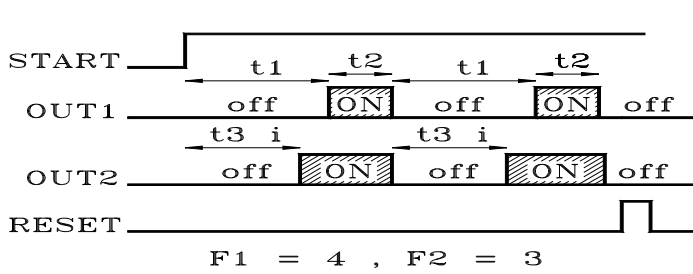 START t1 t2 t1 t2
OUT1 off ON off ON off
t3 i t3 i
OUT2 off ON off ON off
RESET
F1 = 4 , F2 = 3